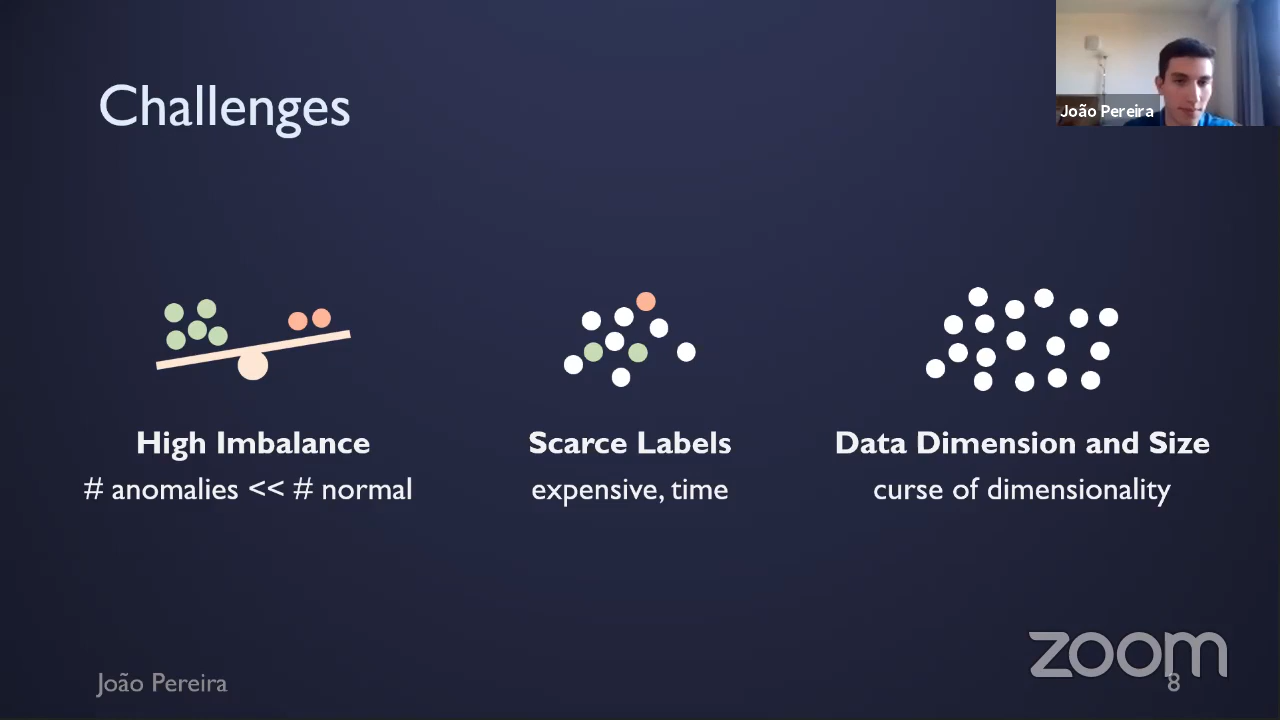 Challenges
João Pereira
High Imbalance
# anomalies << # normal
Scarce Labels
expensive, time
Data Dimension and Size
curse of dimensionality
João Pereira
zoom
8